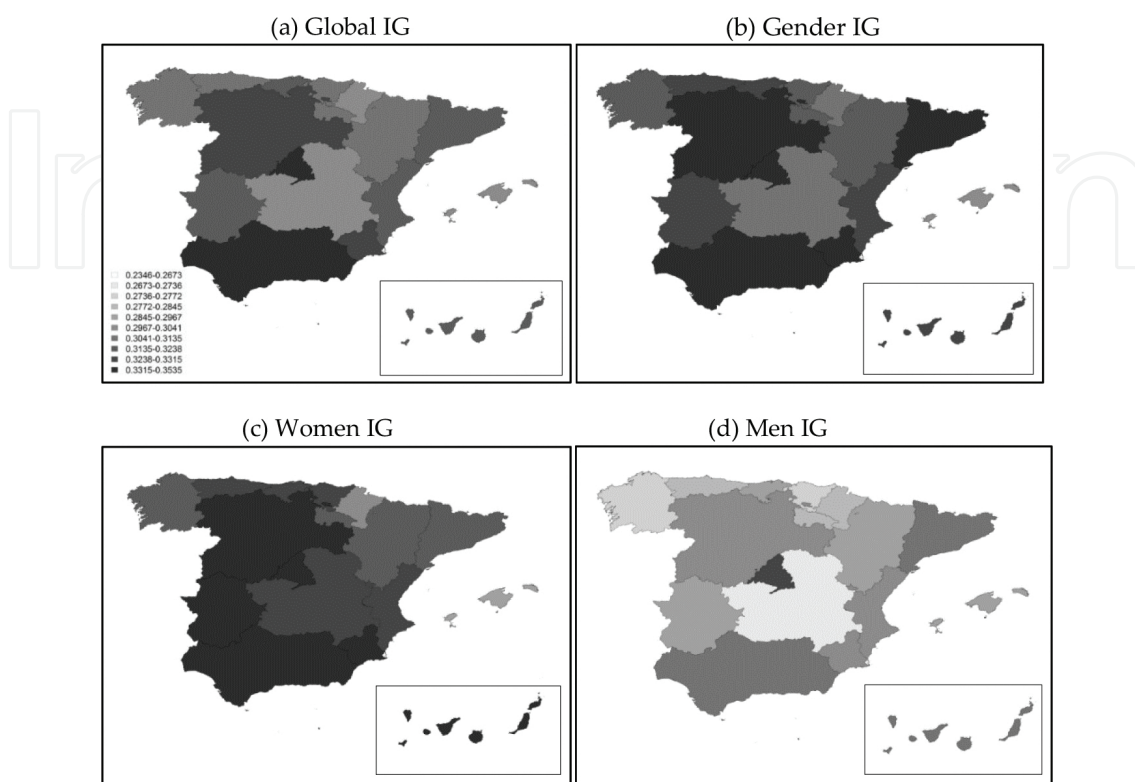 (a) Global IG
(b) Gender IG
0.2346-0.2673
0.2673-0.2736
0.2736-0.2772
0.2772-0.2845
0.2845-0.2967
0.2967-0.3041
0.3041-0.3135
0.3135-0.3238
0.3238-0.3315
0.3315-0.3535
(c) Women IG
(d) Men IG